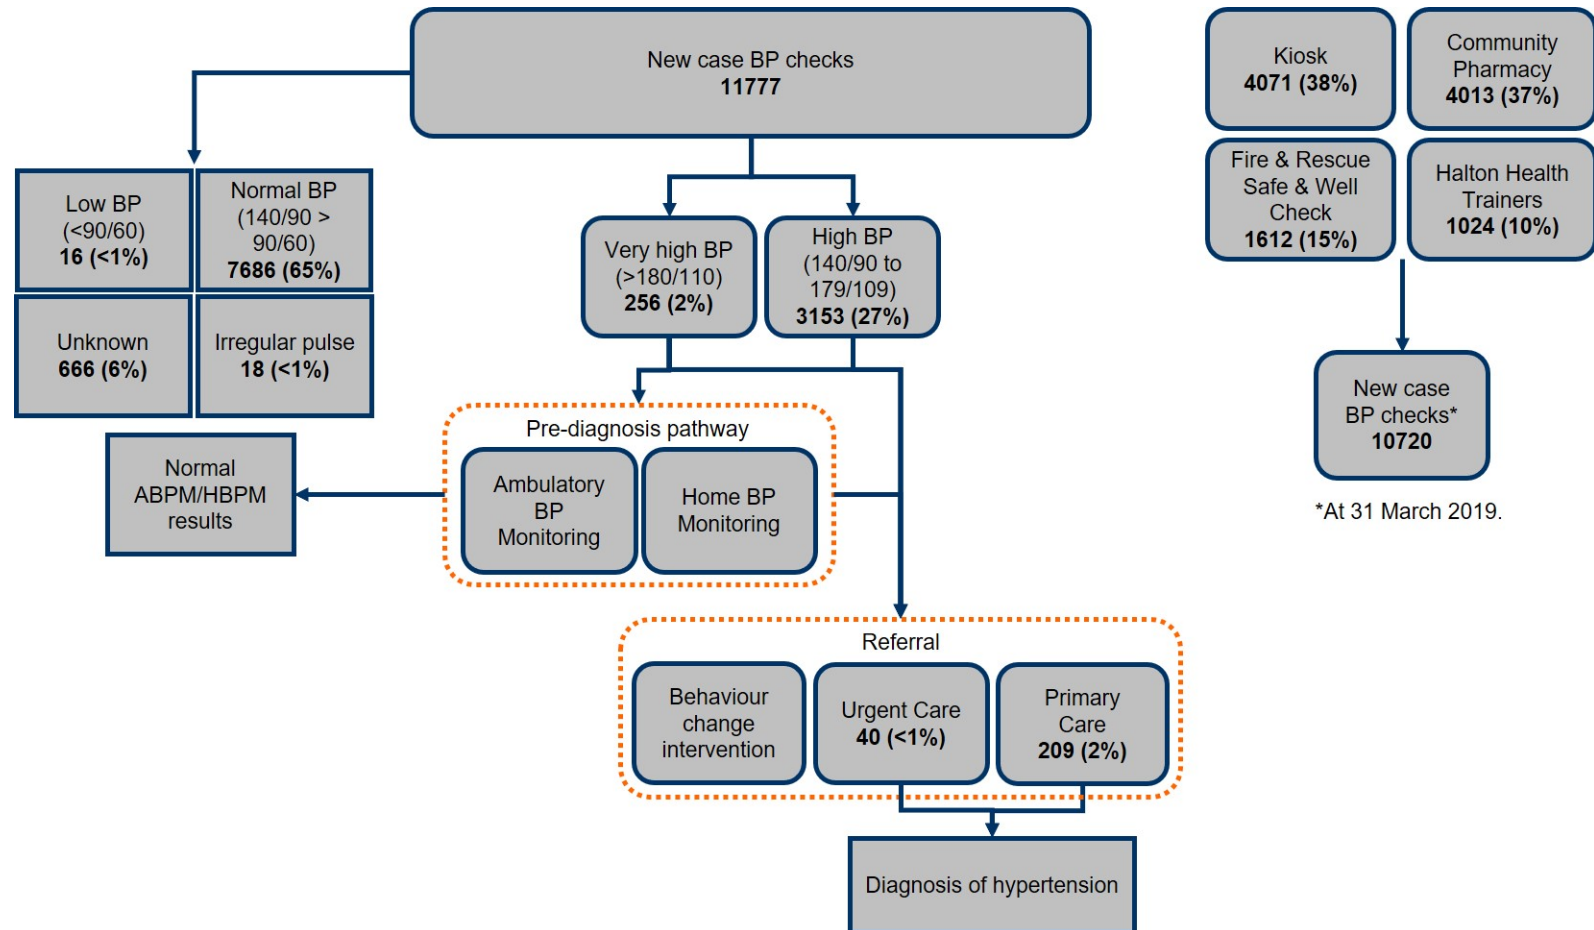 New case BP checks
11777
Low BP
(<90/60)
16 (<1%)
Normal BP
(140/90 >
90/60)
7686 (65%)
Unknown
666 (6%)
Irregular pulse
18 (<1%)
Very high BP
(>180/110)
256 (2%)
High BP
(140/90 to
179/109)
3153 (27%)
Pre-diagnosis pathway
Ambulatory
BP
Monitoring
Home BP
Monitoring
Normal
ABPM/HBPM
results
Referral
Behaviour
change
intervention
Urgent Care
40 (<1%)
Primary
Care
209 (2%)
Diagnosis of hypertension
Kiosk
4071 (38%)
Community
Pharmacy
4013 (37%)
Fire & Rescue
Safe & Well
Check
1612 (15%)
Halton Health
Trainers
1024 (10%)
New case
BP checks*
10720
*At 31 March 2019.